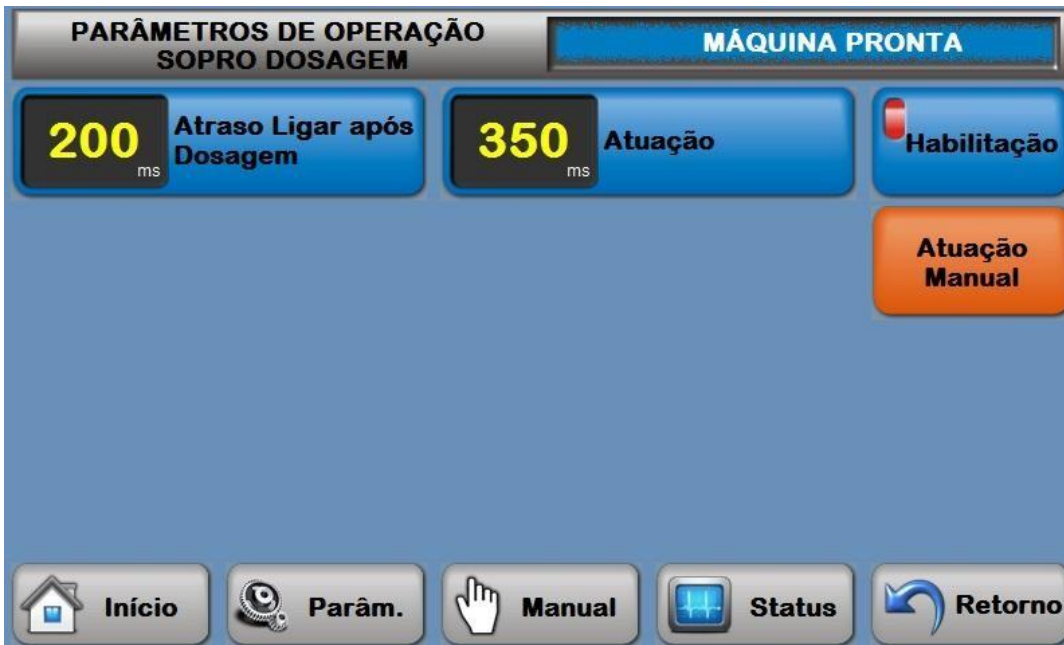 PARÂMETROS DE OPERAÇÃO
SOPRO DOSAGEM
MÁQUINA PRONTA
200 ms
Atraso Ligar após
Dosagem
350 ms
Atuação
Habilitação
Atuação
Manual
Início
Parâm.
Manual
Status
Retorno